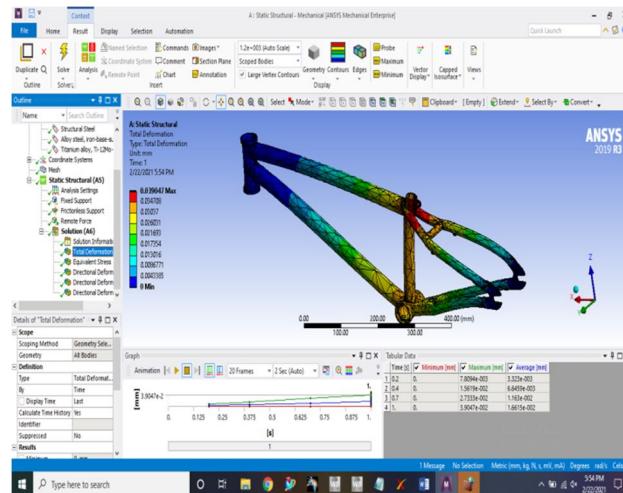 A : Static Structural - Mechanical [ANSYS Mechanical Enterprise]
Context
File Home Result Display Selection Automation
Quick Launch
Duplicate Q
Outline
Solve
Solve
Analysis
Named Selection
Coordinate System
Remote Point
Commands
Comment
Chart
Images
Section Plane
Annotation
Insert
1.2e+003 (Auto Scale)
Scoped Bodies
Large Vertex Contours
Geometry Contours Edges
Display
Probe
Maximum
Minimum
Vector
Display
Capped
Isosurface
Views
Outline
Name
Search Outline
Select Mode
Clipboard [ Empty ] Extend Select By Convert
Structural Steel
Alloy steel, iron-base-s
Titanium alloy, Ti-12Mo-
Coordinate Systems
Mesh
Static Structural (A5)
Analysis Settings
Fixed Support
Frictionless Support
Remote Force
Solution (A6)
Solution Informati
Total Deformation
Equivalent Stress
Directional Deform
Directional Deform
Directional Deform
A: Static Structural
Total Deformation
Type: Total Deformation
Unit: mm
Time: 1
2/22/2021 5:54 PM
0.039047 Max
0.034708
0.03037
0.026031
0.021693
0.017354
0.013016
0.0086771
0.0043385
0 Min
ANSYS
2019 R3
Z
X
Y
0.00
200.00
400.00 (mm)
100.00
300.00
Details of "Total Deformation"
Scope
Scoping Method Geometry Sele...
Geometry All Bodies
Definition
Type Total Deformat...
By Time
Display Time Last
Calculate Time History Yes
Identifier
Suppressed No
Results
Minimum 0. mm
Graph
Animation 20 Frames 2 Sec (Auto)
1.
3.9047e-2
[mm]
0. 0.125 0.25 0.375 0.5 0.625 0.75 0.875 1.
[s]
1
Tabular Data
Time [s] Minimum [mm] Maximum [mm] Average [mm]
1 0.2 0. 7.8094e-003 3.323e-003
2 0.4 0. 1.5619e-002 6.6459e-003
3 0.7 0. 2.7333e-002 1.163e-002
4 1. 0. 3.9047e-002 1.6615e-002
1 Message No Selection Metric (mm, kg, N, s, mV, mA) Degrees rad/s Cels
Type here to search
5:54 PM
2/22/2021